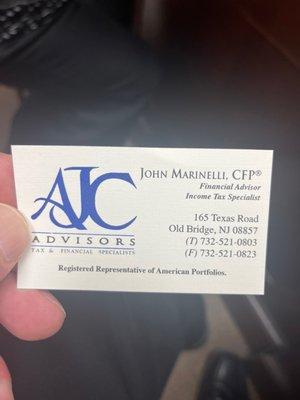 AJC
ADVISORS
TAX & FINANCIAL SPECIALISTS
JOHN MARINELLI, CFP®
Financial Advisor
Income Tax Specialist
165 Texas Road
Old Bridge, NJ 08857
(T) 732-521-0803
(F) 732-521-0823
Registered Representative of American Portfolios.